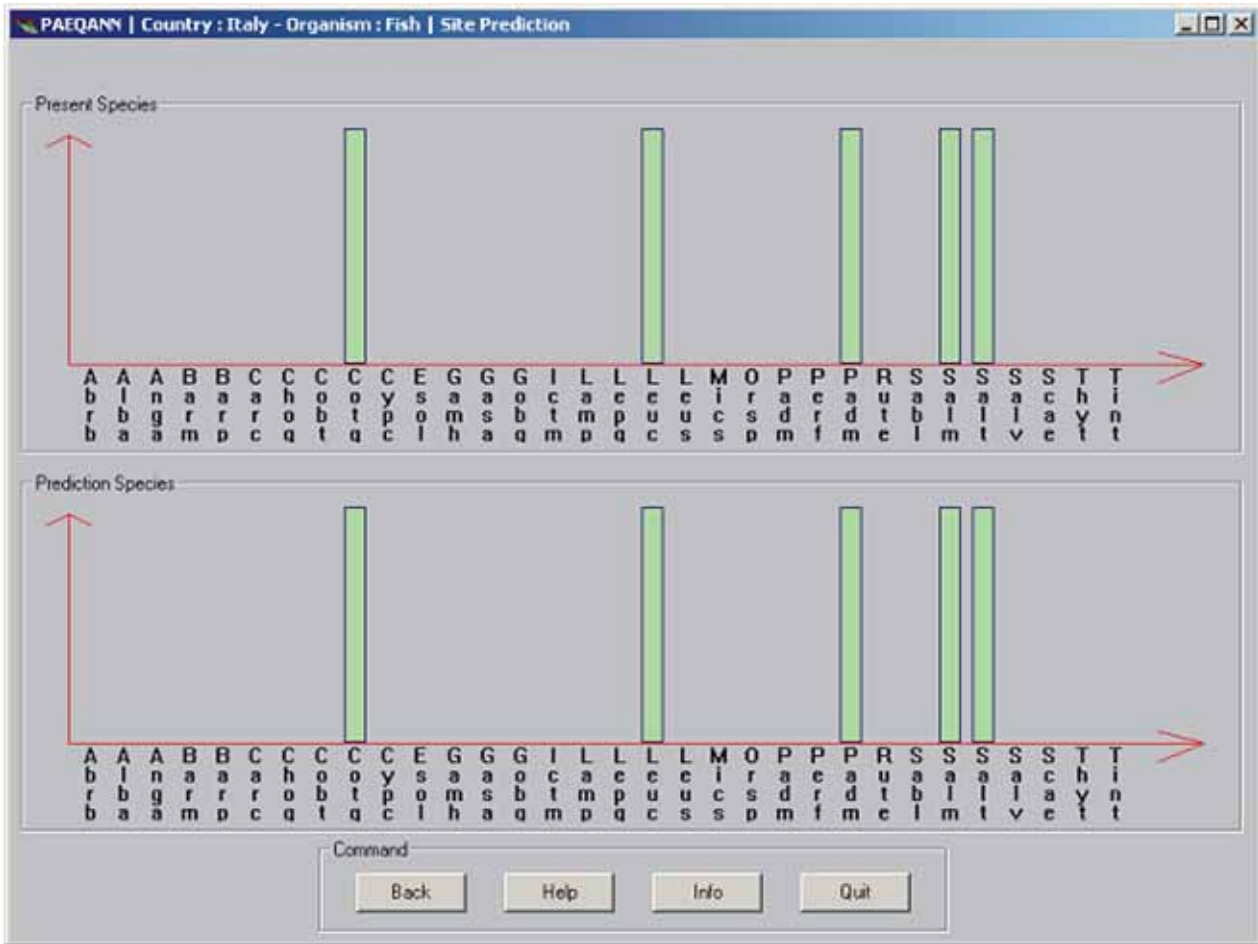 PAEQANN | Country : Italy - Organism : Fish | Site Prediction
Present Species
Abrb Alba Anga Barm Barp Carc Chog Cobt Cotg Cypc Esol Gamh Gasa Gobg Ictm Lamp Lepg Leuc Leus Mics Orsp Padm Perf Padm Rute Sabl Salm Salt Salv Scae Thyt Tint
Prediction Species
Abrb Alba Anga Barm Barp Carc Chog Cobt Cotg Cypc Esol Gamh Gasa Gobg Ictm Lamp Lepg Leuc Leus Mics Orsp Padm Perf Padm Rute Sabl Salm Salt Salv Scae Thyt Tint
Command
Back Help Info Quit